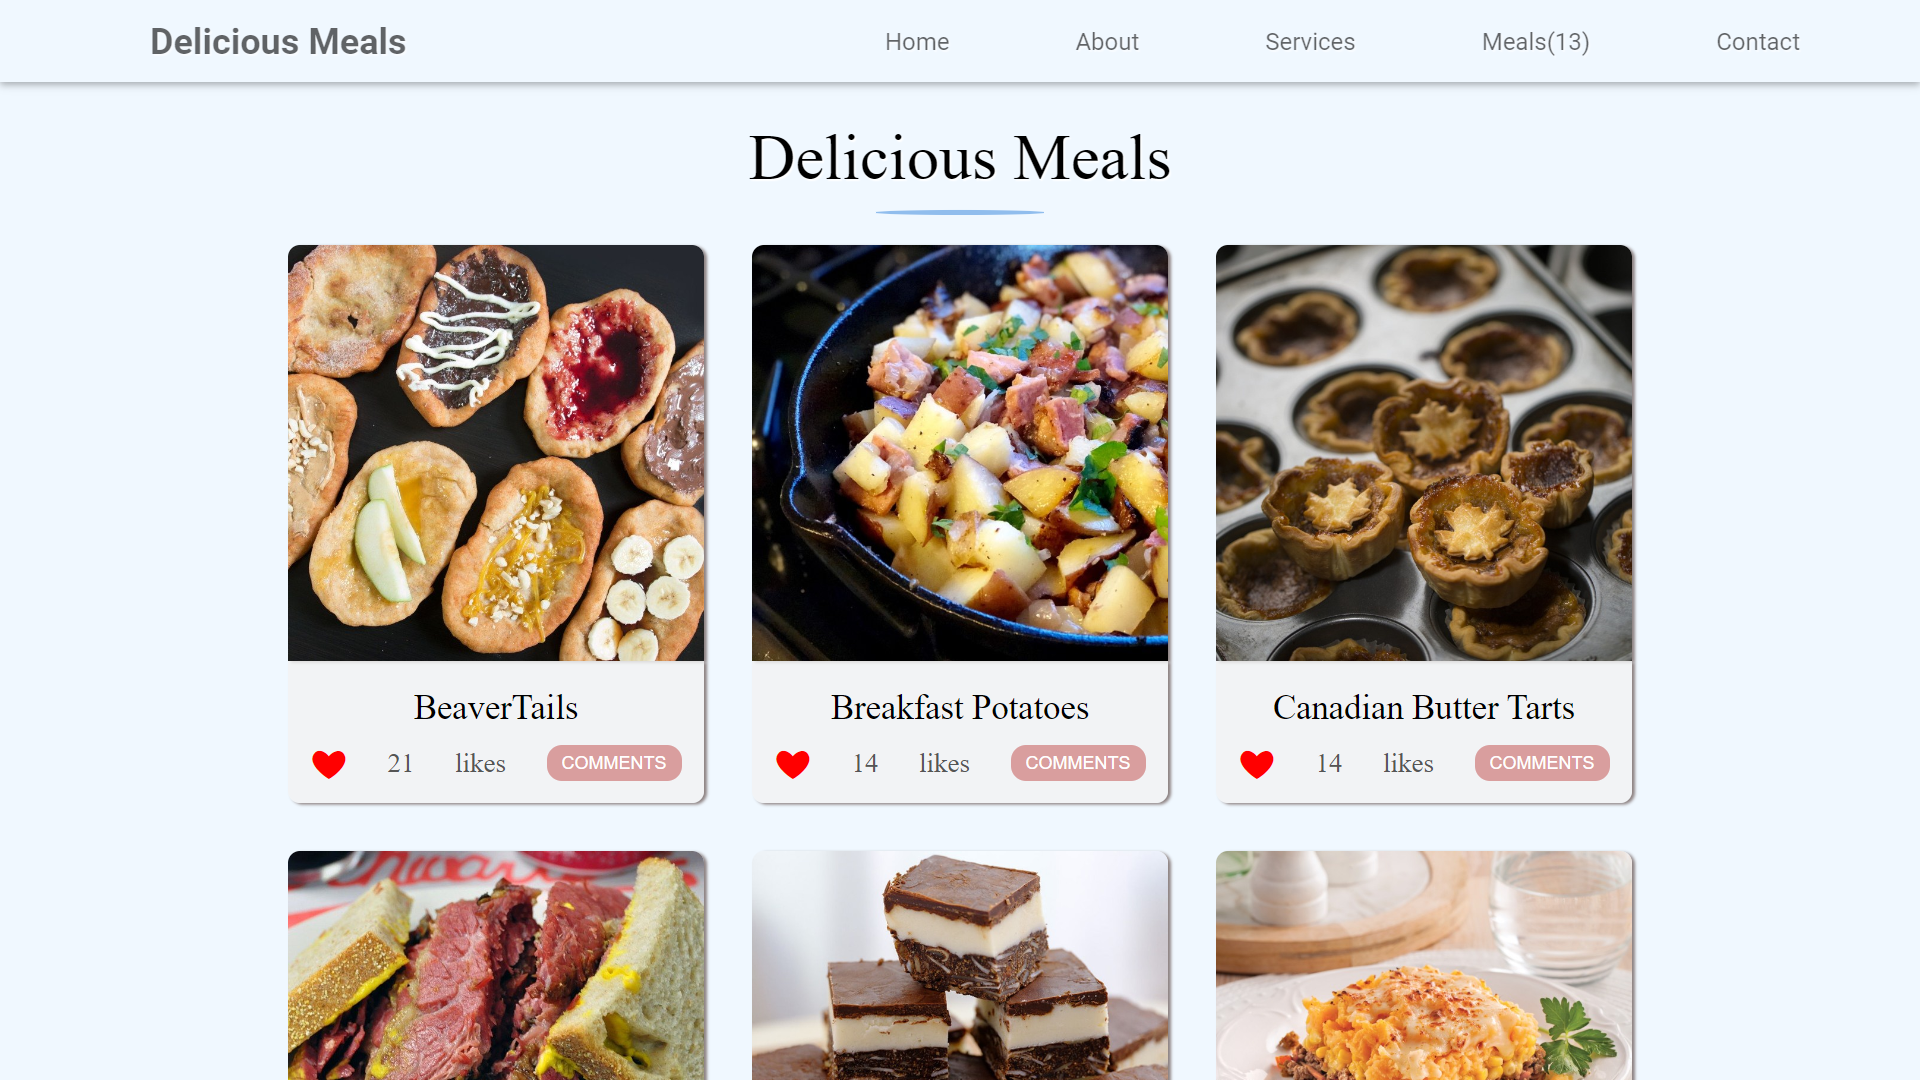 Delicious Meals
Home About Services Meals(13) Contact
Delicious Meals
BeaverTails
21 likes COMMENTS
Breakfast Potatoes
14 likes COMMENTS
Canadian Butter Tarts
14 likes COMMENTS